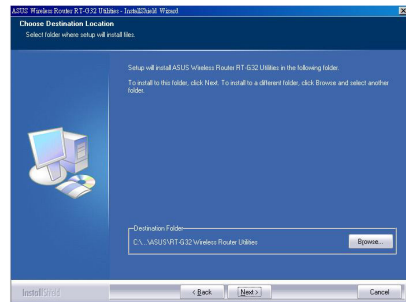 ASUS Wireless Router RT-G32 Utilities - InstallShield Wizard
Choose Destination Location
Select folder where setup will install files.
Setup will install ASUS Wireless Router RT-G32 Utilities in the following folder.
To install to this folder, click Next. To install to a different folder, click Browse and select another
folder.
Destination Folder
C:\...\ASUS\RT-G32 Wireless Router Utilities
Browse...
InstallShield
< Back
Next >
Cancel